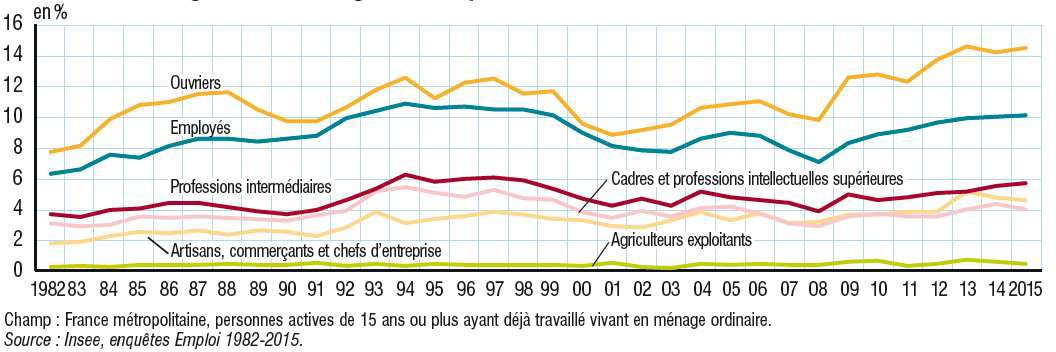 en %
16
14
12
10
8
6
4
2
0
Ouvriers
Employés
Professions intermédiaires
Cadres et professions intellectuelles supérieures
Artisans, commerçants et chefs d'entreprise
Agriculteurs exploitants
1982 83 84 85 86 87 88 89 90 91 92 93 94 95 96 97 98 99 00 01 02 03 04 05 06 07 08 09 10 11 12 13 14 2015
Champ : France métropolitaine, personnes actives de 15 ans ou plus ayant déjà travaillé vivant en ménage ordinaire.
Source : Insee, enquêtes Emploi 1982-2015.